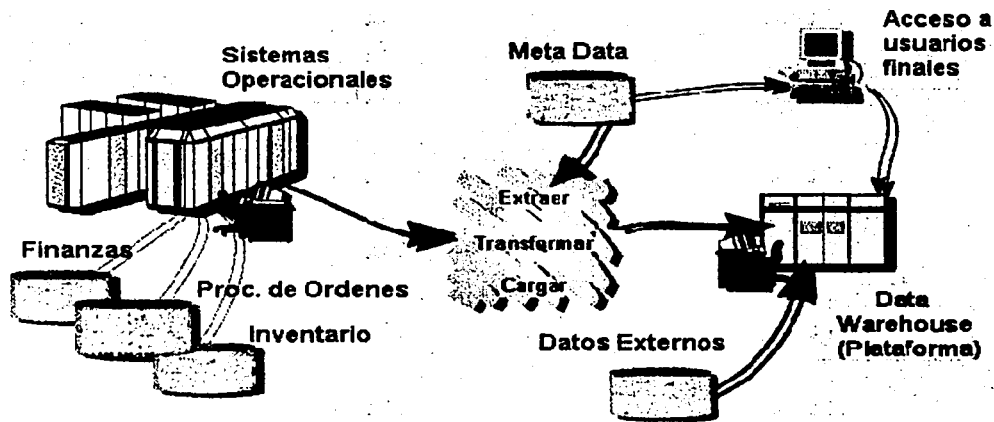 Sistemas
Operacionales
Meta Data
Acceso a
usuarios
finales
Extraer
Transformar
Cargar
Finanzas
Proc. de Ordenes
Inventario
Datos Externos
Data
Warehouse
(Plataforma)